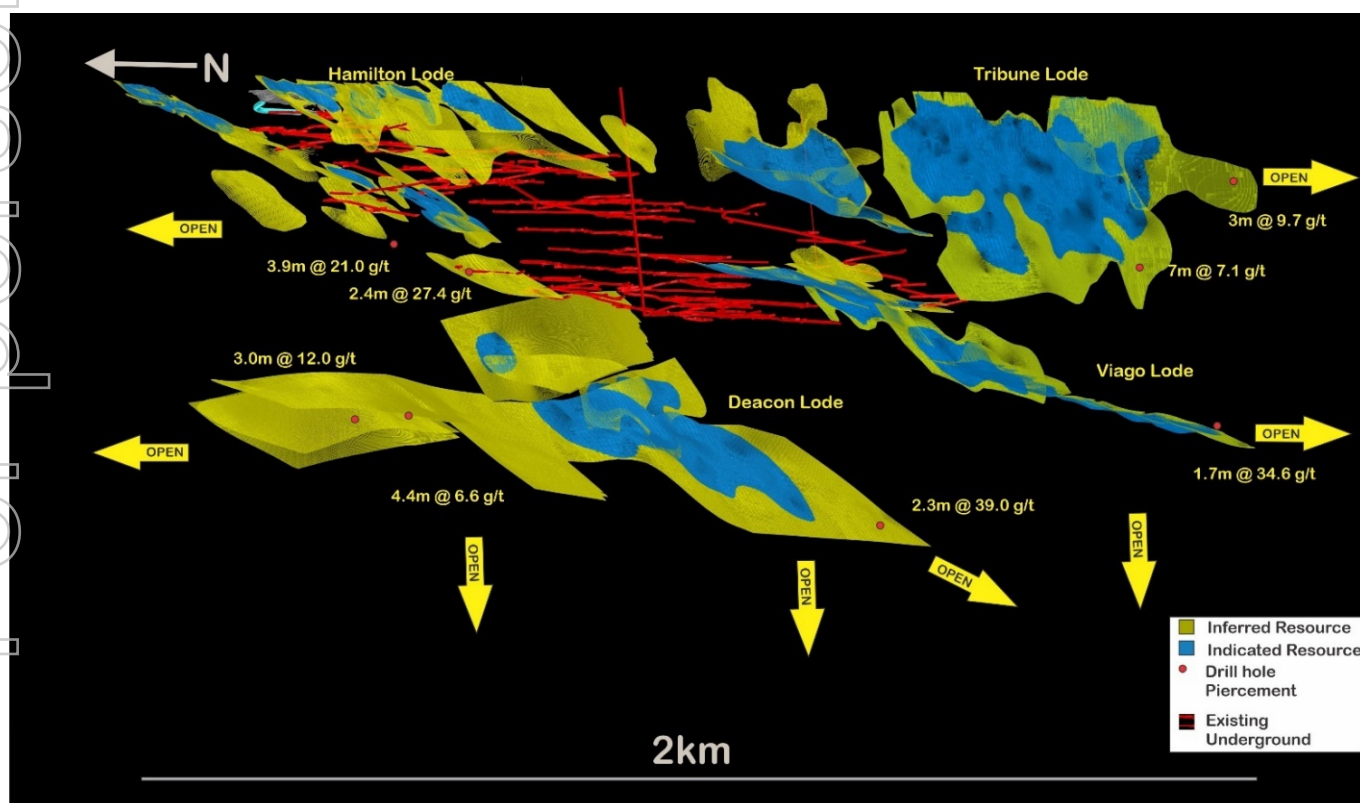 N
Hamilton Lode
Tribune Lode
OPEN
3m @ 9.7 g/t
OPEN
3.9m @ 21.0 g/t
7m @ 7.1 g/t
2.4m @ 27.4 g/t
3.0m @ 12.0 g/t
Viago Lode
Deacon Lode
OPEN
OPEN
1.7m @ 34.6 g/t
4.4m @ 6.6 g/t
2.3m @ 39.0 g/t
OPEN
OPEN
OPEN
OPEN
Inferred Resource
Indicated Resource
Drill hole
Piercement
Existing
Underground
2km